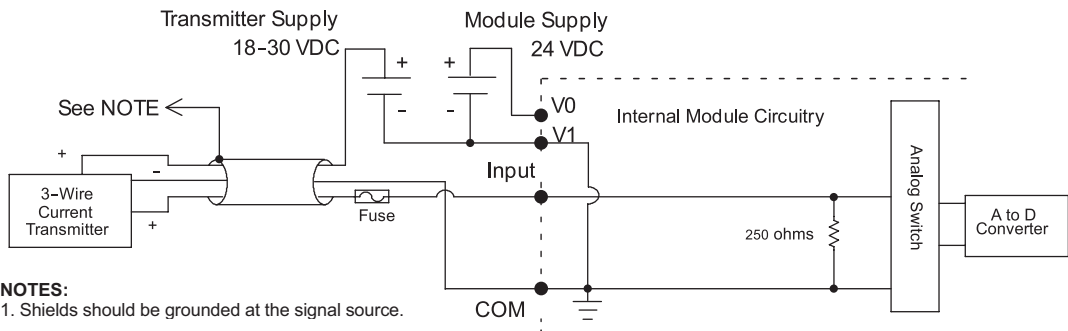 Transmitter Supply
18-30 VDC
Module Supply
24 VDC
+
-
+
-
See NOTE
V0
V1
Internal Module Circuitry
Input
+
-
+
3-Wire
Current
Transmitter
Fuse
250 ohms
Analog Switch
A to D
Converter
COM
NOTES:
1. Shields should be grounded at the signal source.